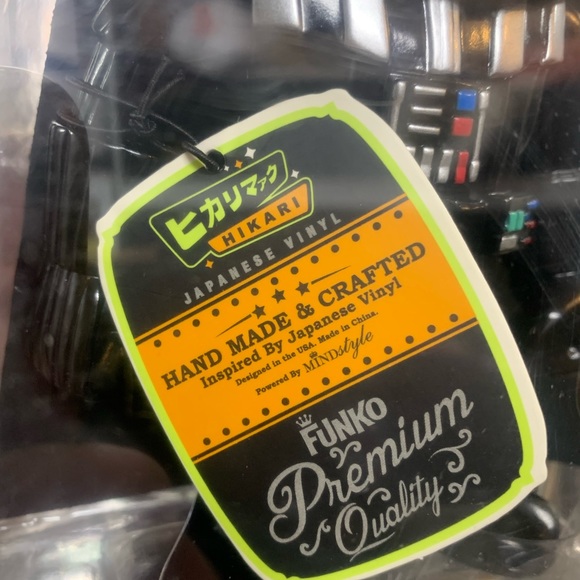 ヒカリマァク
HIKARI
JAPANESE VINYL
HAND MADE & CRAFTED
Inspired By Japanese Vinyl
Designed in the USA. Made in China.
Powered By MINDstyle
FUNKO
Premium
Quality